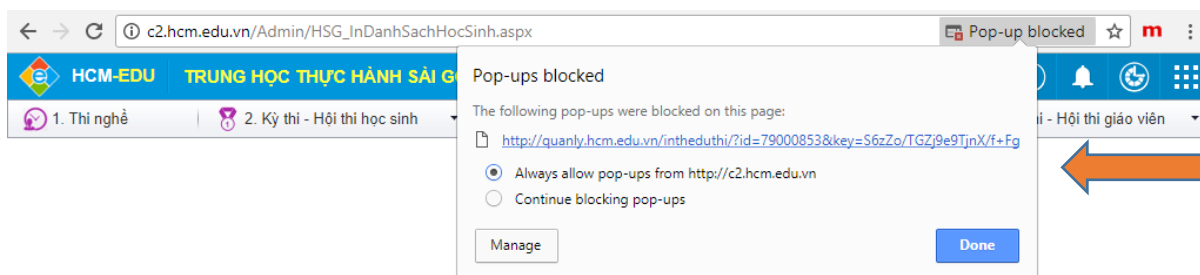 c2.hcm.edu.vn/Admin/HSG_InDanhSachHocSinh.aspx
Pop-up blocked
m
HCM-EDU
TRUNG HỌC THỰC HÀNH SÀI G
Pop-ups blocked
The following pop-ups were blocked on this page:
http://quanly.hcm.edu.vn/intheduthi/?id=79000853&key=S6zZo/TGZj9e9TjnX/f+Fg
Always allow pop-ups from http://c2.hcm.edu.vn
Continue blocking pop-ups
Manage
Done
1. Thi nghề
2. Kỳ thi - Hội thi học sinh
i - Hội thi giáo viên